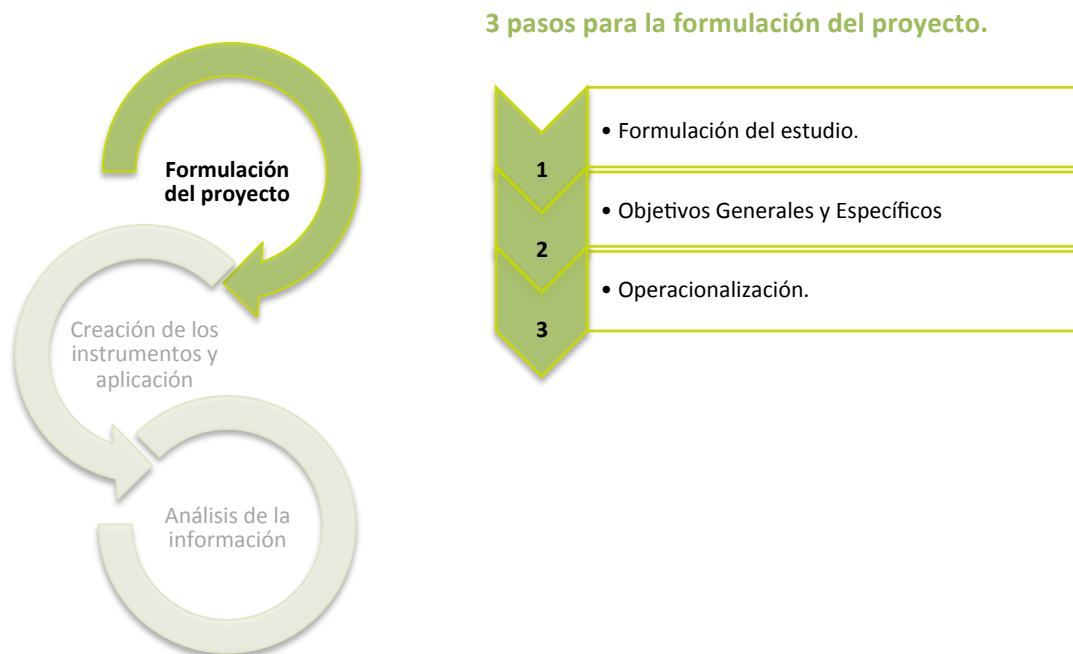 3 pasos para la formulación del proyecto.
Formulación
del proyecto
Creación de los
instrumentos y
aplicación
Análisis de la
información
1
• Formulación del estudio.
2
• Objetivos Generales y Específicos
3
• Operacionalización.